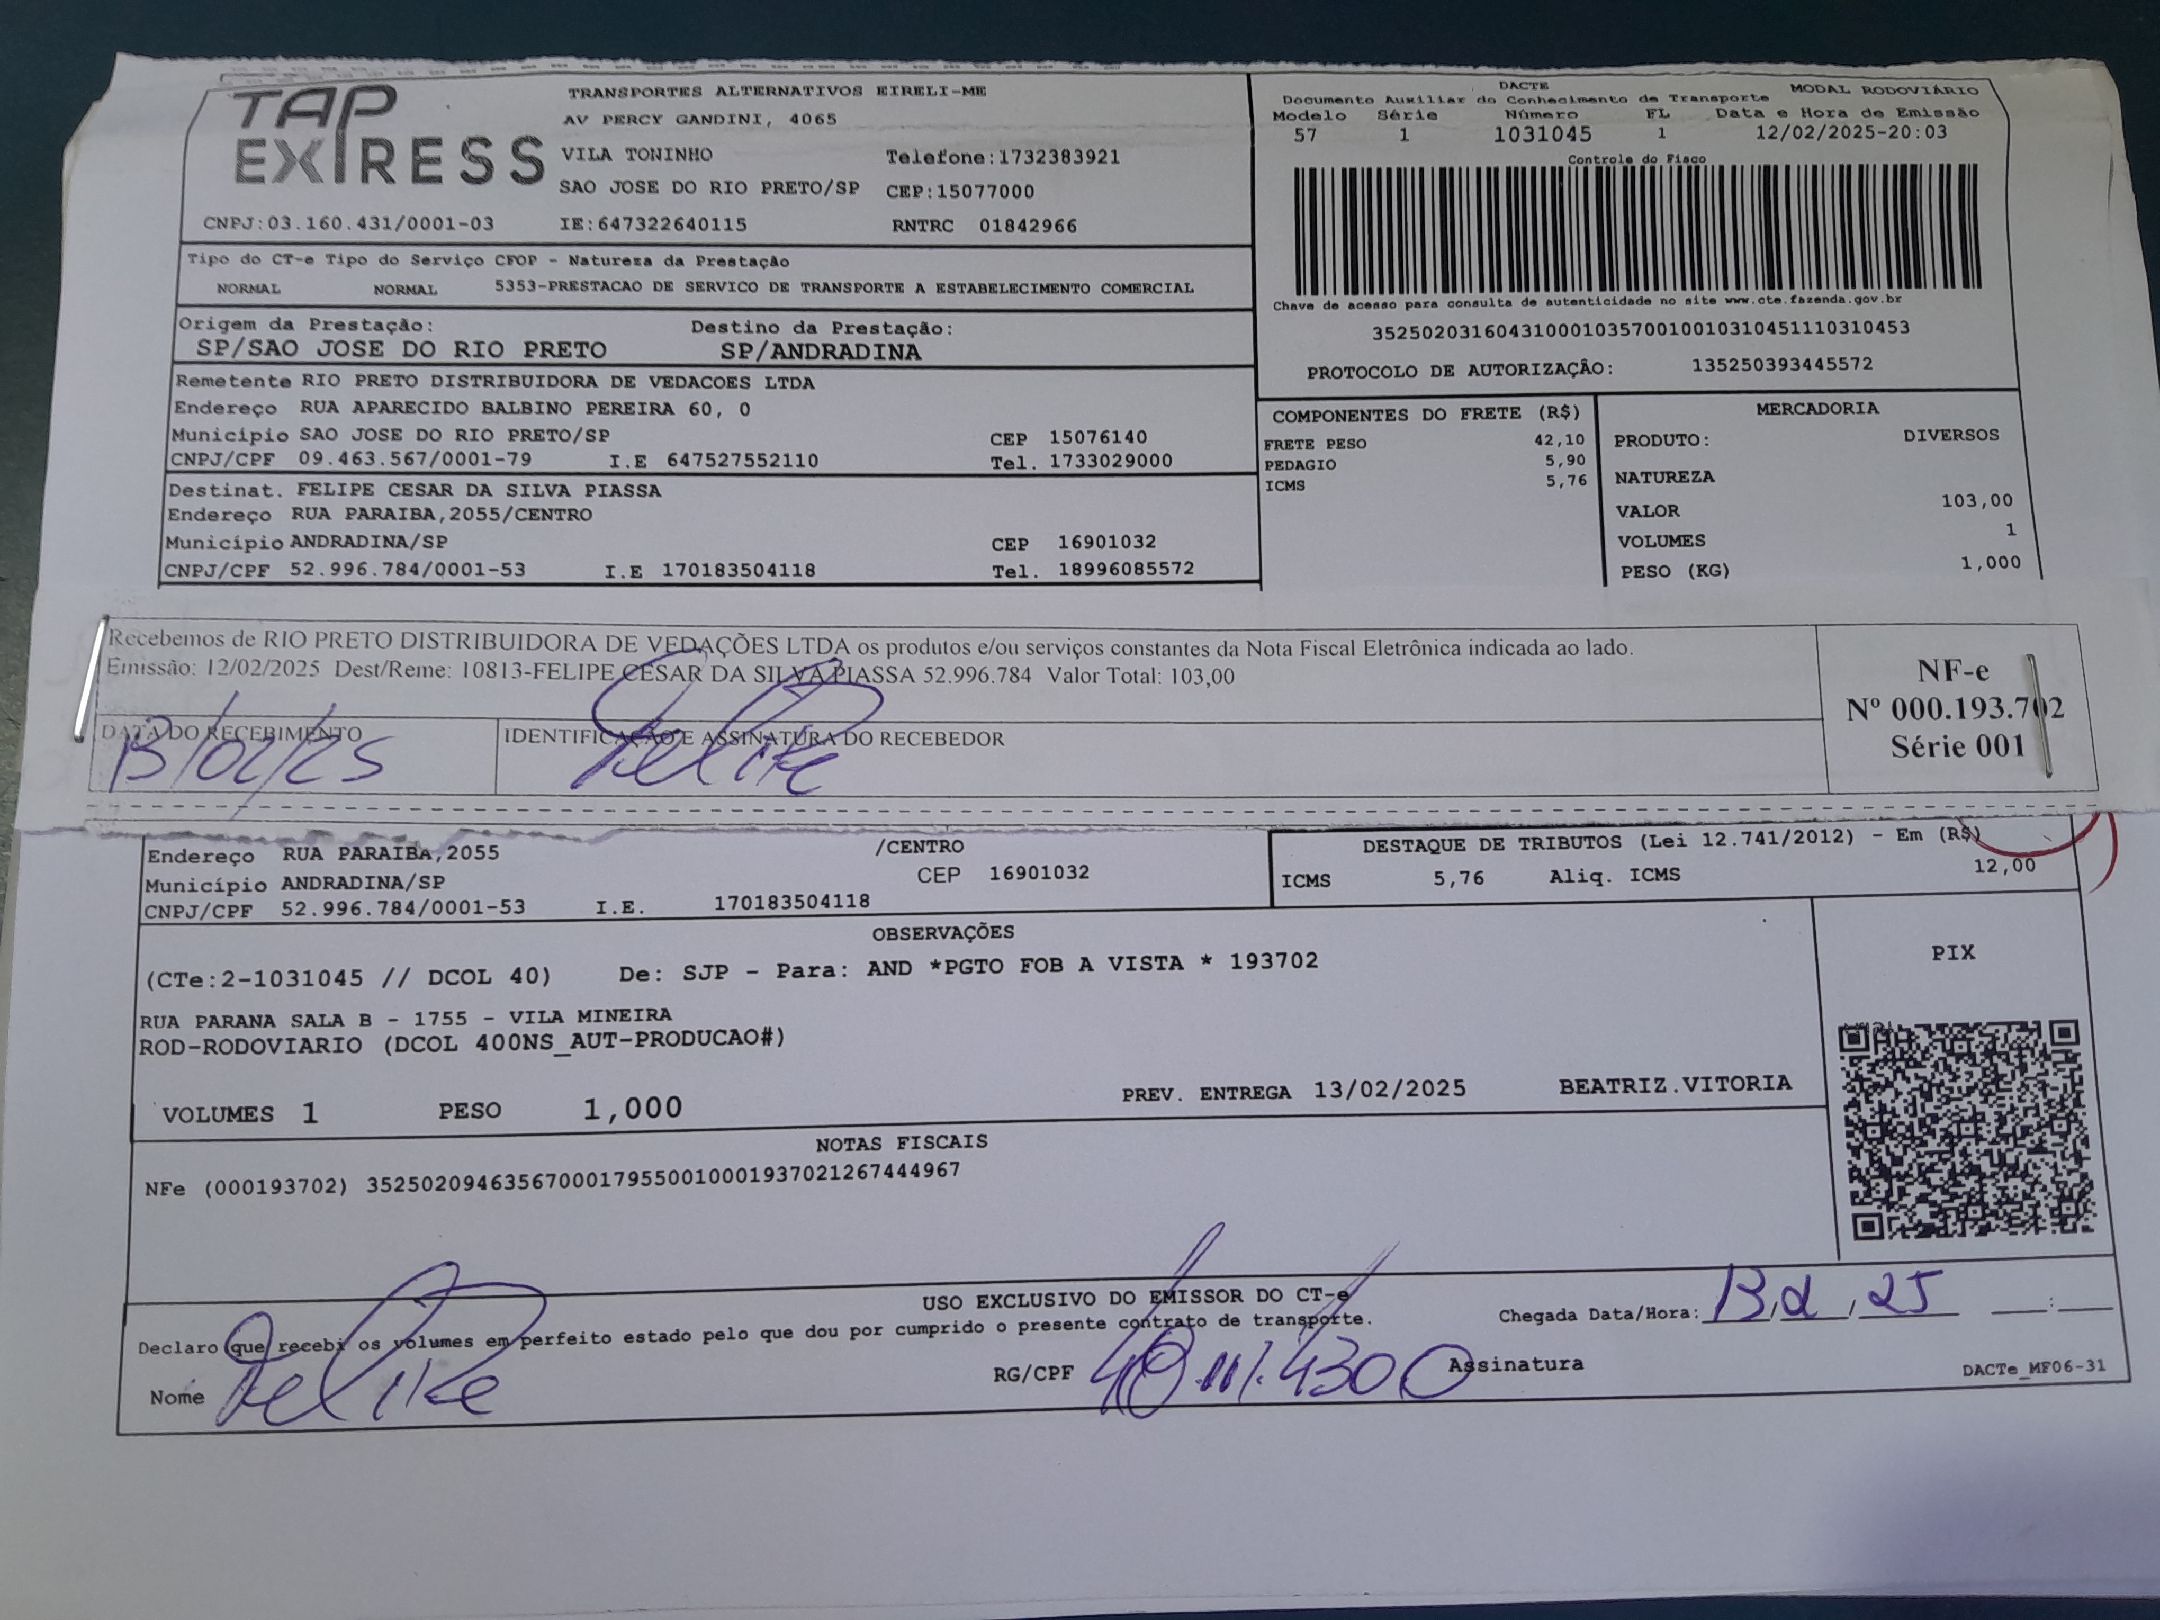 TAP EXPRESS
TRANSPORTES ALTERNATIVOS EIRELI-ME
AV PERCY GANDINI, 4065
VILA TONINHO Telefone:1732383921
SAO JOSE DO RIO PRETO/SP CEP:15077000
CNPJ:03.160.431/0001-03 IE:647322640115 RNTRC 01842966
DACTE MODAL RODOVIÁRIO
Documento Auxiliar do Conhecimento de Transporte
Modelo Série Número FL Data e Hora de Emissão
57 1 1031045 1 12/02/2025-20:03
Controle do Fisco
Chave de acesso para consulta de autenticidade no site www.cte.fazenda.gov.br
35250203160431000103570010010310451110310453
PROTOCOLO DE AUTORIZAÇÃO: 135250393445572
Tipo do CT-e Tipo do Serviço CFOP - Natureza da Prestação
NORMAL NORMAL 5353-PRESTACAO DE SERVICO DE TRANSPORTE A ESTABELECIMENTO COMERCIAL
Origem da Prestação: Destino da Prestação:
SP/SAO JOSE DO RIO PRETO SP/ANDRADINA
Remetente RIO PRETO DISTRIBUIDORA DE VEDACOES LTDA
Endereço RUA APARECIDO BALBINO PEREIRA 60, 0
Município SAO JOSE DO RIO PRETO/SP CEP 15076140
CNPJ/CPF 09.463.567/0001-79 I.E 647527552110 Tel. 1733029000
Destinat. FELIPE CESAR DA SILVA PIASSA
Endereço RUA PARAIBA,2055/CENTRO
Município ANDRADINA/SP CEP 16901032
CNPJ/CPF 52.996.784/0001-53 I.E 170183504118 Tel. 18996085572
COMPONENTES DO FRETE (R$)
FRETE PESO 42,10
PEDAGIO 5,90
ICMS 5,76
MERCADORIA
PRODUTO: DIVERSOS
NATUREZA
VALOR 103,00
VOLUMES 1
PESO (KG) 1,000
Recebemos de RIO PRETO DISTRIBUIDORA DE VEDAÇÕES LTDA os produtos e/ou serviços constantes da Nota Fiscal Eletrônica indicada ao lado.
Emissão: 12/02/2025 Dest/Reme: 10813-FELIPE CESAR DA SILVA PIASSA 52.996.784 Valor Total: 103,00
DATA DO RECEBIMENTO IDENTIFICAÇÃO E ASSINATURA DO RECEBEDOR
13/02/25 Felipe
NF-e
Nº 000.193.702
Série 001
Endereço RUA PARAIBA,2055 /CENTRO
Município ANDRADINA/SP CEP 16901032
CNPJ/CPF 52.996.784/0001-53 I.E. 170183504118
DESTAQUE DE TRIBUTOS (Lei 12.741/2012) - Em (R$)
ICMS 5,76 Aliq. ICMS 12,00
OBSERVAÇÕES
(CTe:2-1031045 // DCOL 40) De: SJP - Para: AND *PGTO FOB A VISTA * 193702
RUA PARANA SALA B - 1755 - VILA MINEIRA
ROD-RODOVIARIO (DCOL 400NS_AUT-PRODUCAO#)
VOLUMES 1 PESO 1,000 PREV. ENTREGA 13/02/2025 BEATRIZ.VITORIA
PIX
NOTAS FISCAIS
NFe (000193702) 35250209463567000179550010001937021267444967
USO EXCLUSIVO DO EMISSOR DO CT-e
Declaro que recebi os volumes em perfeito estado pelo que dou por cumprido o presente contrato de transporte.
Chegada Data/Hora: 13,2,25 :
Nome Felipe RG/CPF Assinatura
DACTe_MF06-31